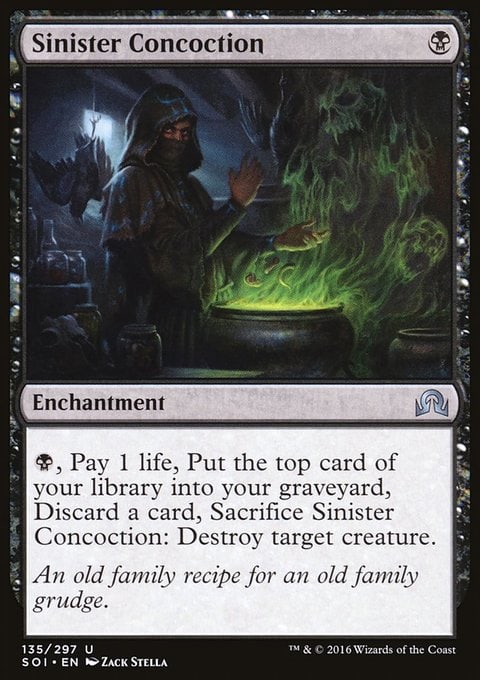 Sinister Concoction
Enchantment
, Pay 1 life, Put the top card of
your library into your graveyard,
Discard a card, Sacrifice Sinister
Concoction: Destroy target creature.
An old family recipe for an old family
grudge.
135/297 U
SOI • EN Zack Stella
™ & © 2016 Wizards of the Coast